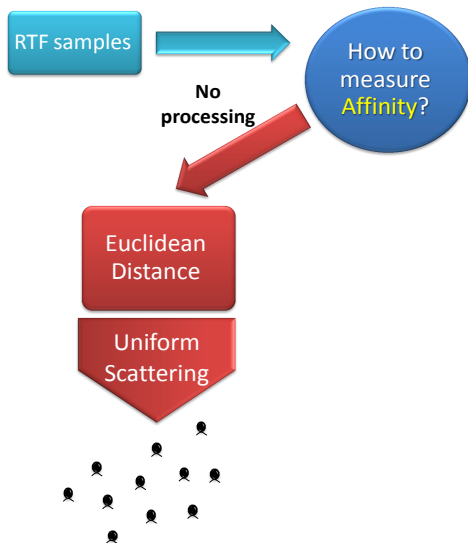 RTF samples
How to
measure
Affinity?
No
processing
Euclidean
Distance
Uniform
Scattering